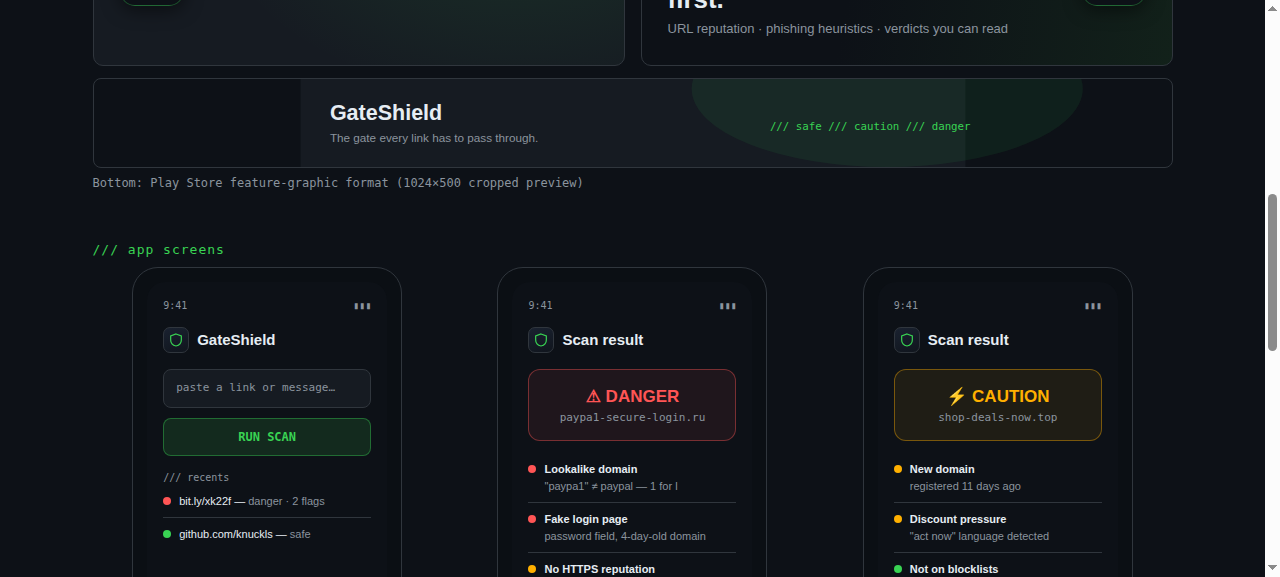 first.
URL reputation · phishing heuristics · verdicts you can read
GateShield
The gate every link has to pass through.
/// safe /// caution /// danger
Bottom: Play Store feature-graphic format (1024×500 cropped preview)
/// app screens
9:41
GateShield
paste a link or message…
RUN SCAN
/// recents
bit.ly/xk22f — danger · 2 flags
github.com/knuckls — safe
9:41
Scan result
⚠ DANGER
paypa1-secure-login.ru
Lookalike domain
"paypa1" ≠ paypal — 1 for l
Fake login page
password field, 4-day-old domain
No HTTPS reputation
9:41
Scan result
⚡ CAUTION
shop-deals-now.top
New domain
registered 11 days ago
Discount pressure
"act now" language detected
Not on blocklists